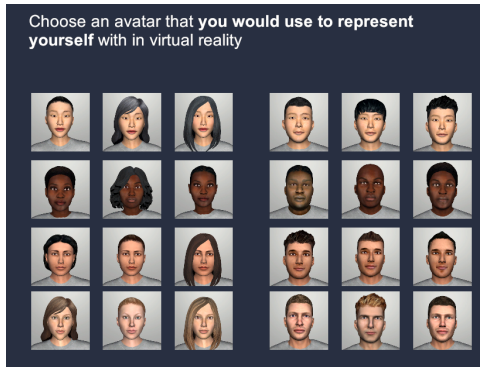 Choose an avatar that you would use to represent
yourself with in virtual reality